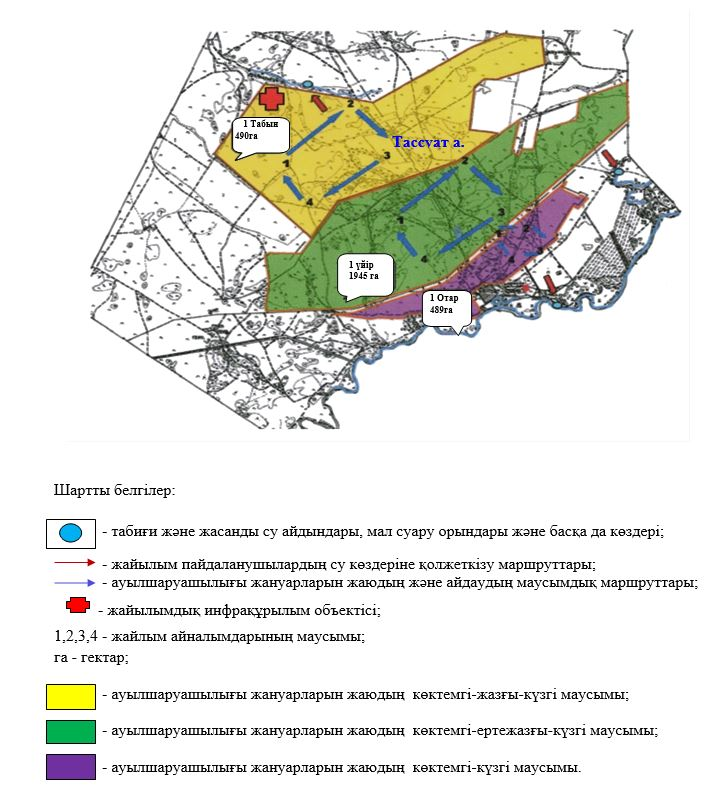 1 Табын
490га
2
Тассуат а.
1
3
4
2
1
3
4
1 үйір
1945 га
2
3
4
1 Отар
489га
Шартты белгілер:
- табиғи және жасанды су айдындары, мал суару орындары және басқа да көздері;
- жайылым пайдаланушылардың су көздеріне қолжеткізу маршруттары;
- ауылшаруашылығы жануарларын жаюдың және айдаудың маусымдық маршруттары;
- жайылымдық инфрақұрылым объектісі;
1,2,3,4 - жайлым айналымдарының маусымы;
га - гектар;
- ауылшаруашылығы жануарларын жаюдың көктемгі-жазғы-күзгі маусымы;
- ауылшаруашылығы жануарларын жаюдың көктемгі-ертежазғы-күзгі маусымы;
- ауылшаруашылығы жануарларын жаюдың көктемгі-күзгі маусымы.